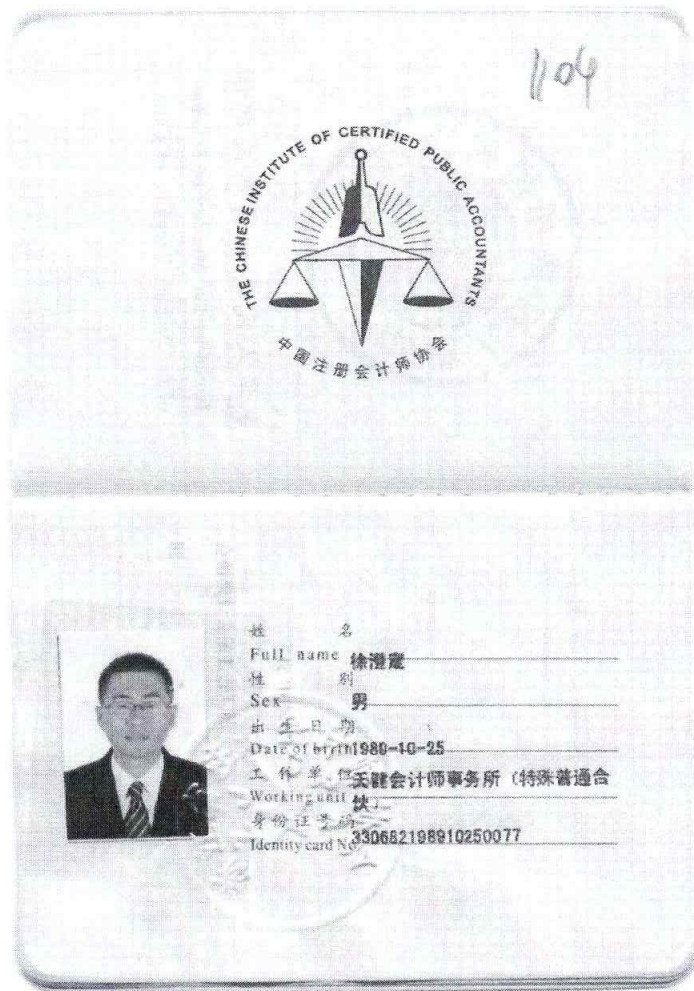 1104
THE CHINESE INSTITUTE OF CERTIFIED PUBLIC ACCOUNTANTS
中国注册会计师协会
姓 名
Full name 徐澄宬
性 别
Sex 男
出生日期
Date of birth 1989-10-25
工作单位 天健会计师事务所（特殊普通合
Working unit 伙）
身份证号码
Identity card No. 330682198910250077